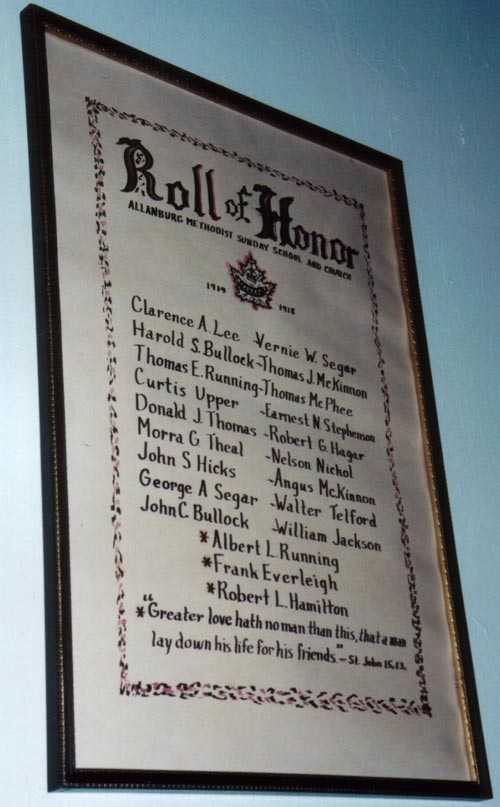 Roll of Honor
ALLANBURG METHODIST SUNDAY SCHOOL AND CHURCH
1914 1918
Clarence A. Lee - Vernie W. Segar
Harold S. Bullock - Thomas J. McKinnon
Thomas E. Running - Thomas McPhee
Curtis Upper - Earnest N. Stephenson
Donald J. Thomas - Robert G. Hagar
Morra G Theal - Nelson Nichol
John S Hicks - Angus McKinnon
George A Segar - Walter Telford
John C. Bullock - William Jackson
*Albert L. Running
*Frank Everleigh
*Robert L. Hamilton
*"Greater love hath no man than this, that a man
lay down his life for his friends." - St. John 15.13.